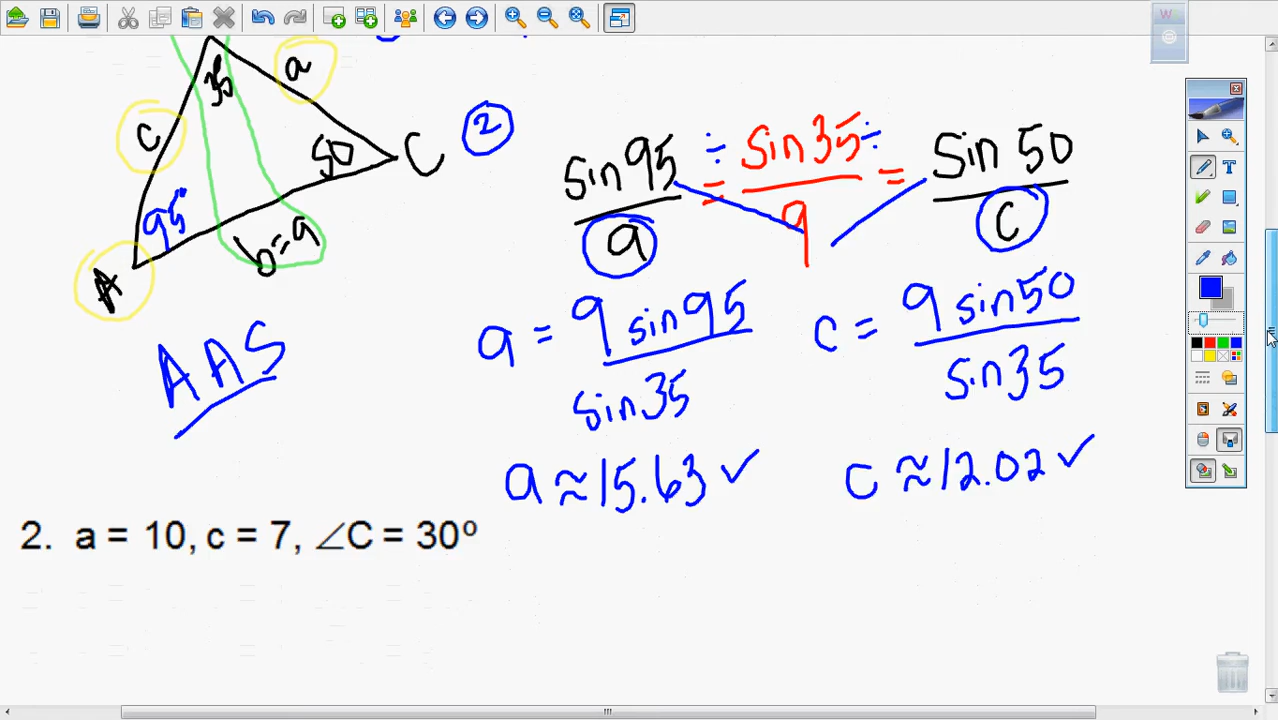 35
a
c
50
C
95°
A
b=9
AAS
2
sin 95 ÷ sin 35 ÷ Sin 50
= =
a 9 c
a = 9 sin 95
sin 35
c = 9 sin 50
sin 35
a ≈ 15.63 ✓
c ≈ 12.02 ✓
2. a = 10, c = 7, ∠C = 30º
T
W